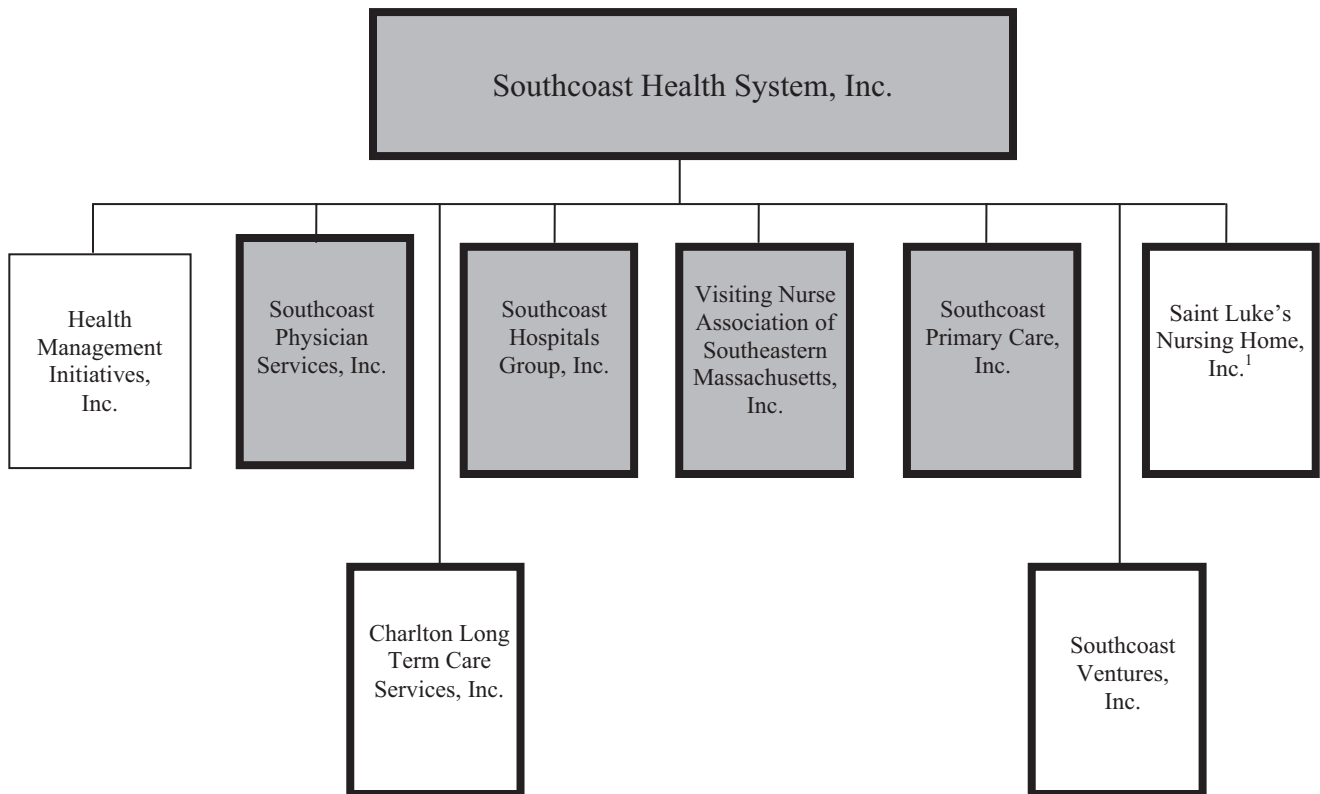 Southcoast Health System, Inc.
Health
Management
Initiatives,
Inc.
Southcoast
Physician
Services, Inc.
Southcoast
Hospitals
Group, Inc.
Visiting Nurse
Association of
Southeastern
Massachusetts,
Inc.
Southcoast
Primary Care,
Inc.
Saint Luke’s
Nursing Home,
Inc.¹
Charlton Long
Term Care
Services, Inc.
Southcoast
Ventures,
Inc.